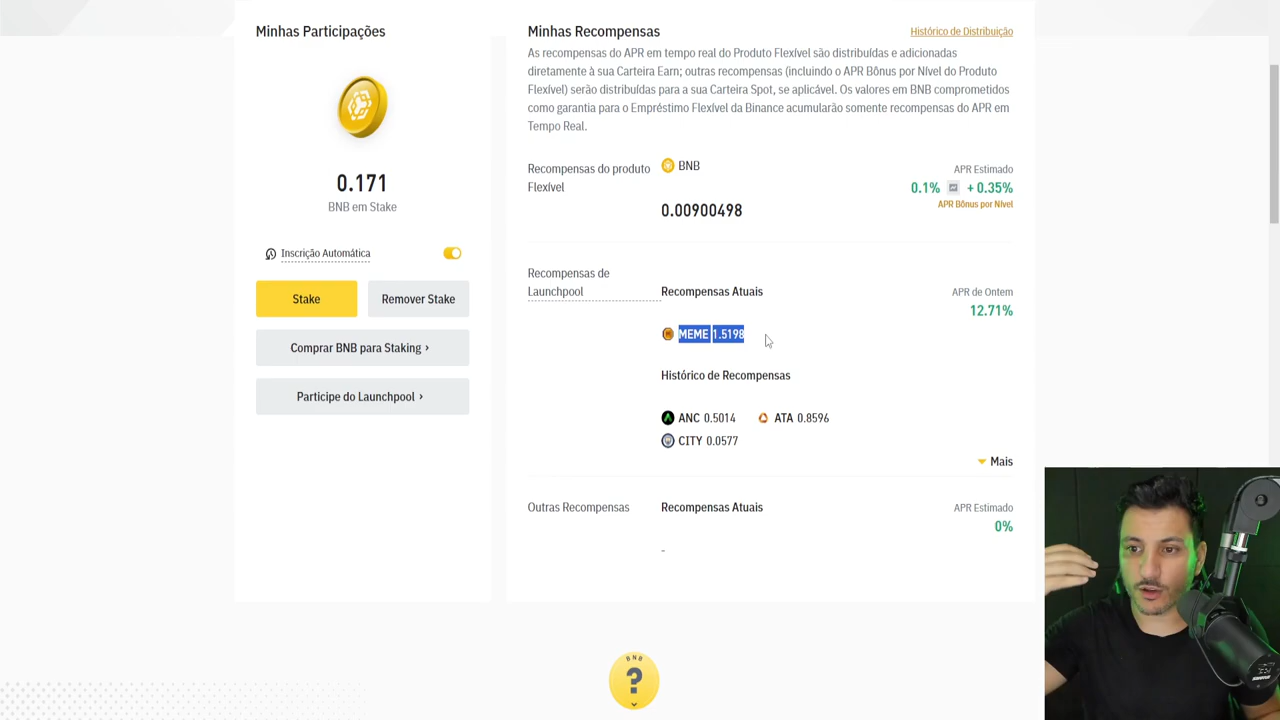 Minhas Participações
0.171
BNB em Stake
Inscrição Automática
Stake
Remover Stake
Comprar BNB para Staking ›
Participe do Launchpool ›
Minhas Recompensas
Histórico de Distribuição
As recompensas do APR em tempo real do Produto Flexível são distribuídas e adicionadas
diretamente à sua Carteira Earn; outras recompensas (incluindo o APR Bônus por Nível do Produto
Flexível) serão distribuídas para a sua Carteira Spot, se aplicável. Os valores em BNB comprometidos
como garantia para o Empréstimo Flexível da Binance acumularão somente recompensas do APR em
Tempo Real.
Recompensas do produto
Flexível
BNB
0.00900498
APR Estimado
0.1% + 0.35%
APR Bônus por Nível
Recompensas de
Launchpool
Recompensas Atuais
APR de Ontem
12.71%
MEME 1.5198
Histórico de Recompensas
ANC 0.5014 ATA 0.8596
CITY 0.0577
Mais
Outras Recompensas
Recompensas Atuais
APR Estimado
0%
-
BNB
?
SHURE